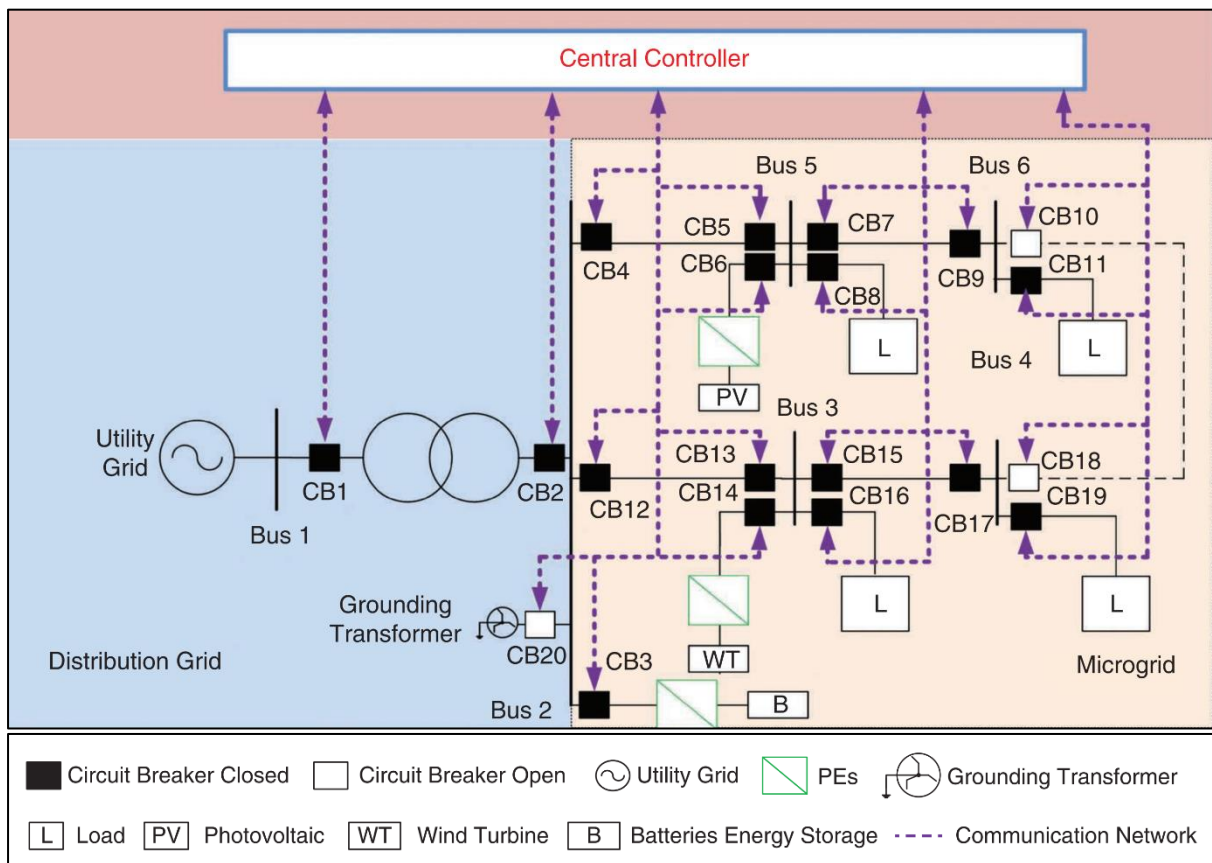 Central Controller
Bus 5
Bus 6
CB10
CB5
CB7
CB6
CB11
CB4
CB9
CB8
L
L
PV
Bus 4
Bus 3
Utility
Grid
CB13
CB15
CB18
CB1
CB2
CB14
CB16
CB19
CB12
CB17
Bus 1
Grounding
Transformer
L
L
CB20
CB3
WT
Distribution Grid
Microgrid
Bus 2
B
Circuit Breaker Closed
Circuit Breaker Open
Utility Grid
PEs
Grounding Transformer
L
Load
PV
Photovoltaic
WT
Wind Turbine
B
Batteries Energy Storage
Communication Network